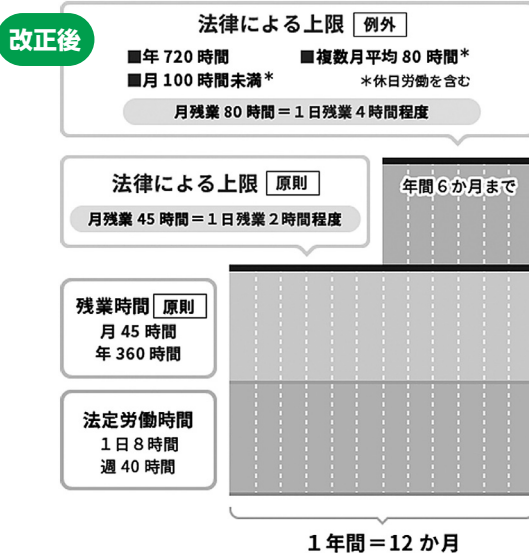 改正後
法律による上限 例外
■年 720 時間 ■複数月平均 80 時間*
■月 100 時間未満* *休日労働を含む
月残業 80 時間＝１日残業４時間程度
法律による上限 原則
月残業 45 時間＝１日残業２時間程度
年間６か月まで
残業時間 原則
月 45 時間
年 360 時間
法定労働時間
１日８時間
週 40 時間
１年間＝12 か月